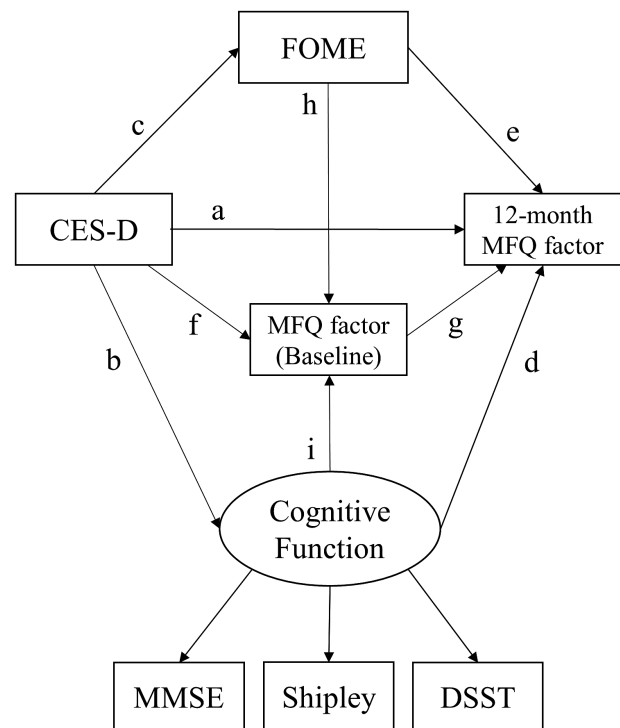 FOME
h
c
e
CES-D
a
12-month
MFQ factor
f
MFQ factor
(Baseline)
g
b
d
i
Cognitive
Function
MMSE
Shipley
DSST